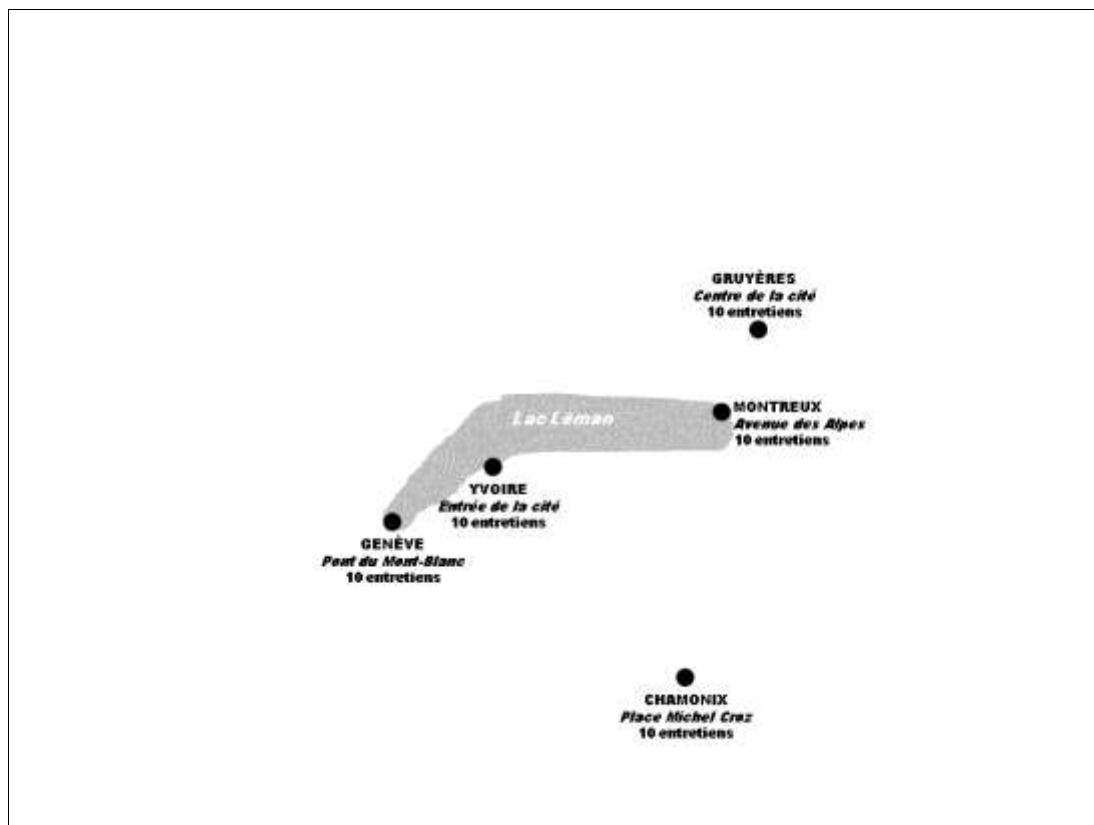 GRUYÈRES
Centre de la cité
10 entretiens
Lac Léman
MONTREUX
Avenue des Alpes
10 entretiens
YVOIRE
Entrée de la cité
10 entretiens
GENÈVE
Pont du Mont-Blanc
10 entretiens
CHAMONIX
Place Michel Croz
10 entretiens